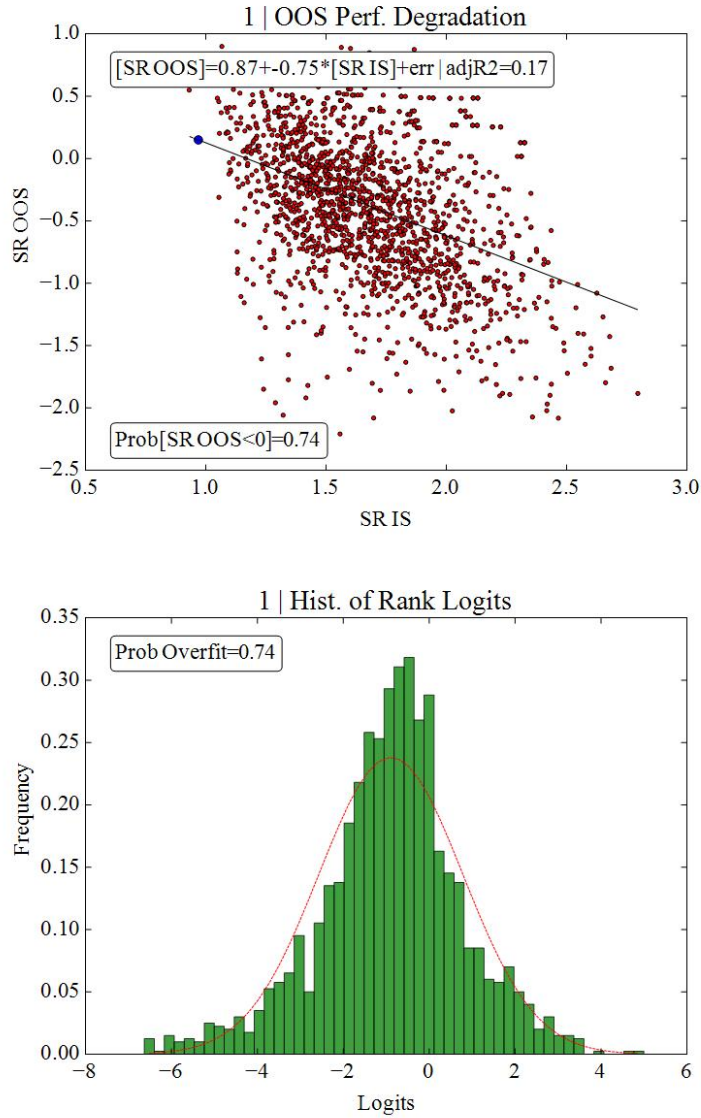 1 | OOS Perf. Degradation
1.0
[SR OOS]=0.87+-0.75*[SR IS]+err | adjR2=0.17
0.5
0.0
−0.5
−1.0
−1.5
−2.0
Prob[SR OOS<0]=0.74
−2.5
0.5 1.0 1.5 2.0 2.5 3.0
SR OOS
SR IS
1 | Hist. of Rank Logits
0.35
Prob Overfit=0.74
0.30
0.25
0.20
0.15
0.10
0.05
0.00
−8 −6 −4 −2 0 2 4 6
Frequency
Logits